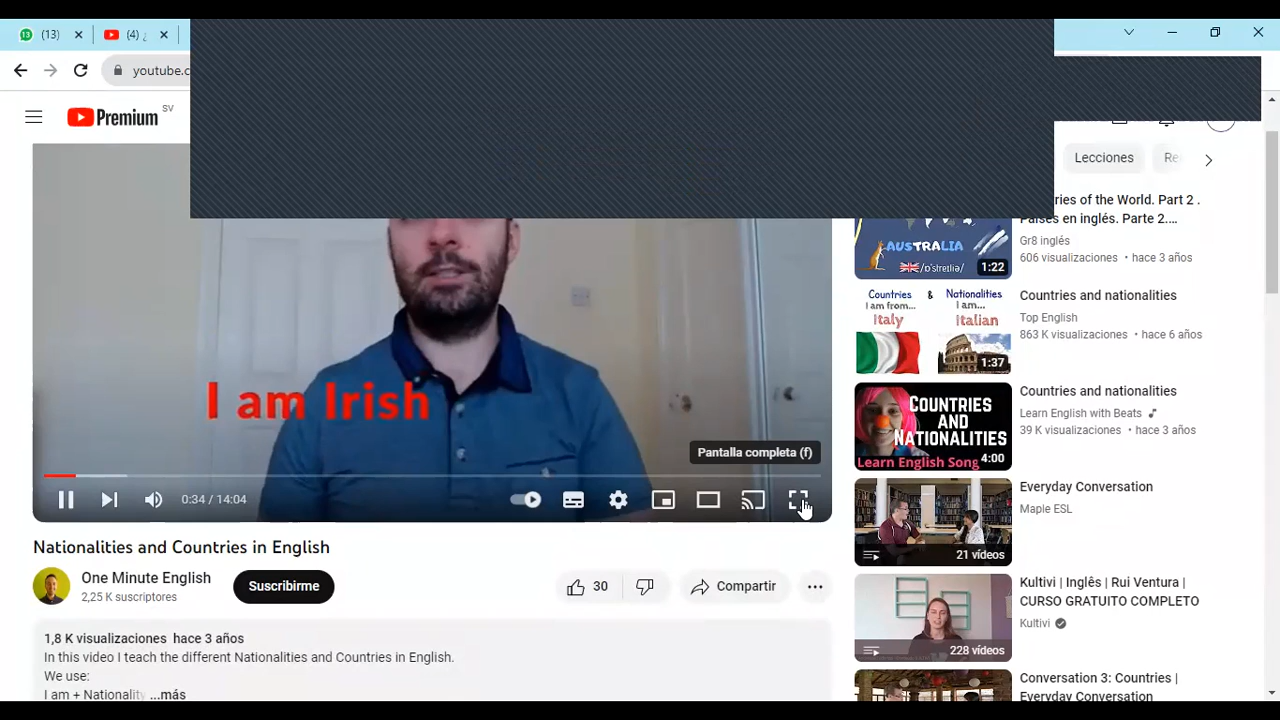 (13)
(4) ¿
youtube.c
Premium SV
Lecciones
Re
ries of the World. Part 2 .
Países en inglés. Parte 2....
Gr8 inglés
606 visualizaciones • hace 3 años
AUSTRALIA
/ɒˈstreɪliə/
1:22
Countries & Nationalities
I am from... I am...
Italy Italian
1:37
Countries and nationalities
Top English
863 K visualizaciones • hace 6 años
I am Irish
Pantalla completa (f)
0:34 / 14:04
COUNTRIES
AND
NATIONALITIES
Learn English Song
4:00
Countries and nationalities
Learn English with Beats
39 K visualizaciones • hace 3 años
21 vídeos
Everyday Conversation
Maple ESL
Nationalities and Countries in English
One Minute English
2,25 K suscriptores
Suscribirme
30
Compartir
228 vídeos
Kultivi | Inglês | Rui Ventura |
CURSO GRATUITO COMPLETO
Kultivi
1,8 K visualizaciones hace 3 años
In this video I teach the different Nationalities and Countries in English.
We use:
I am + Nationality ...más
Conversation 3: Countries |
Everyday Conversation